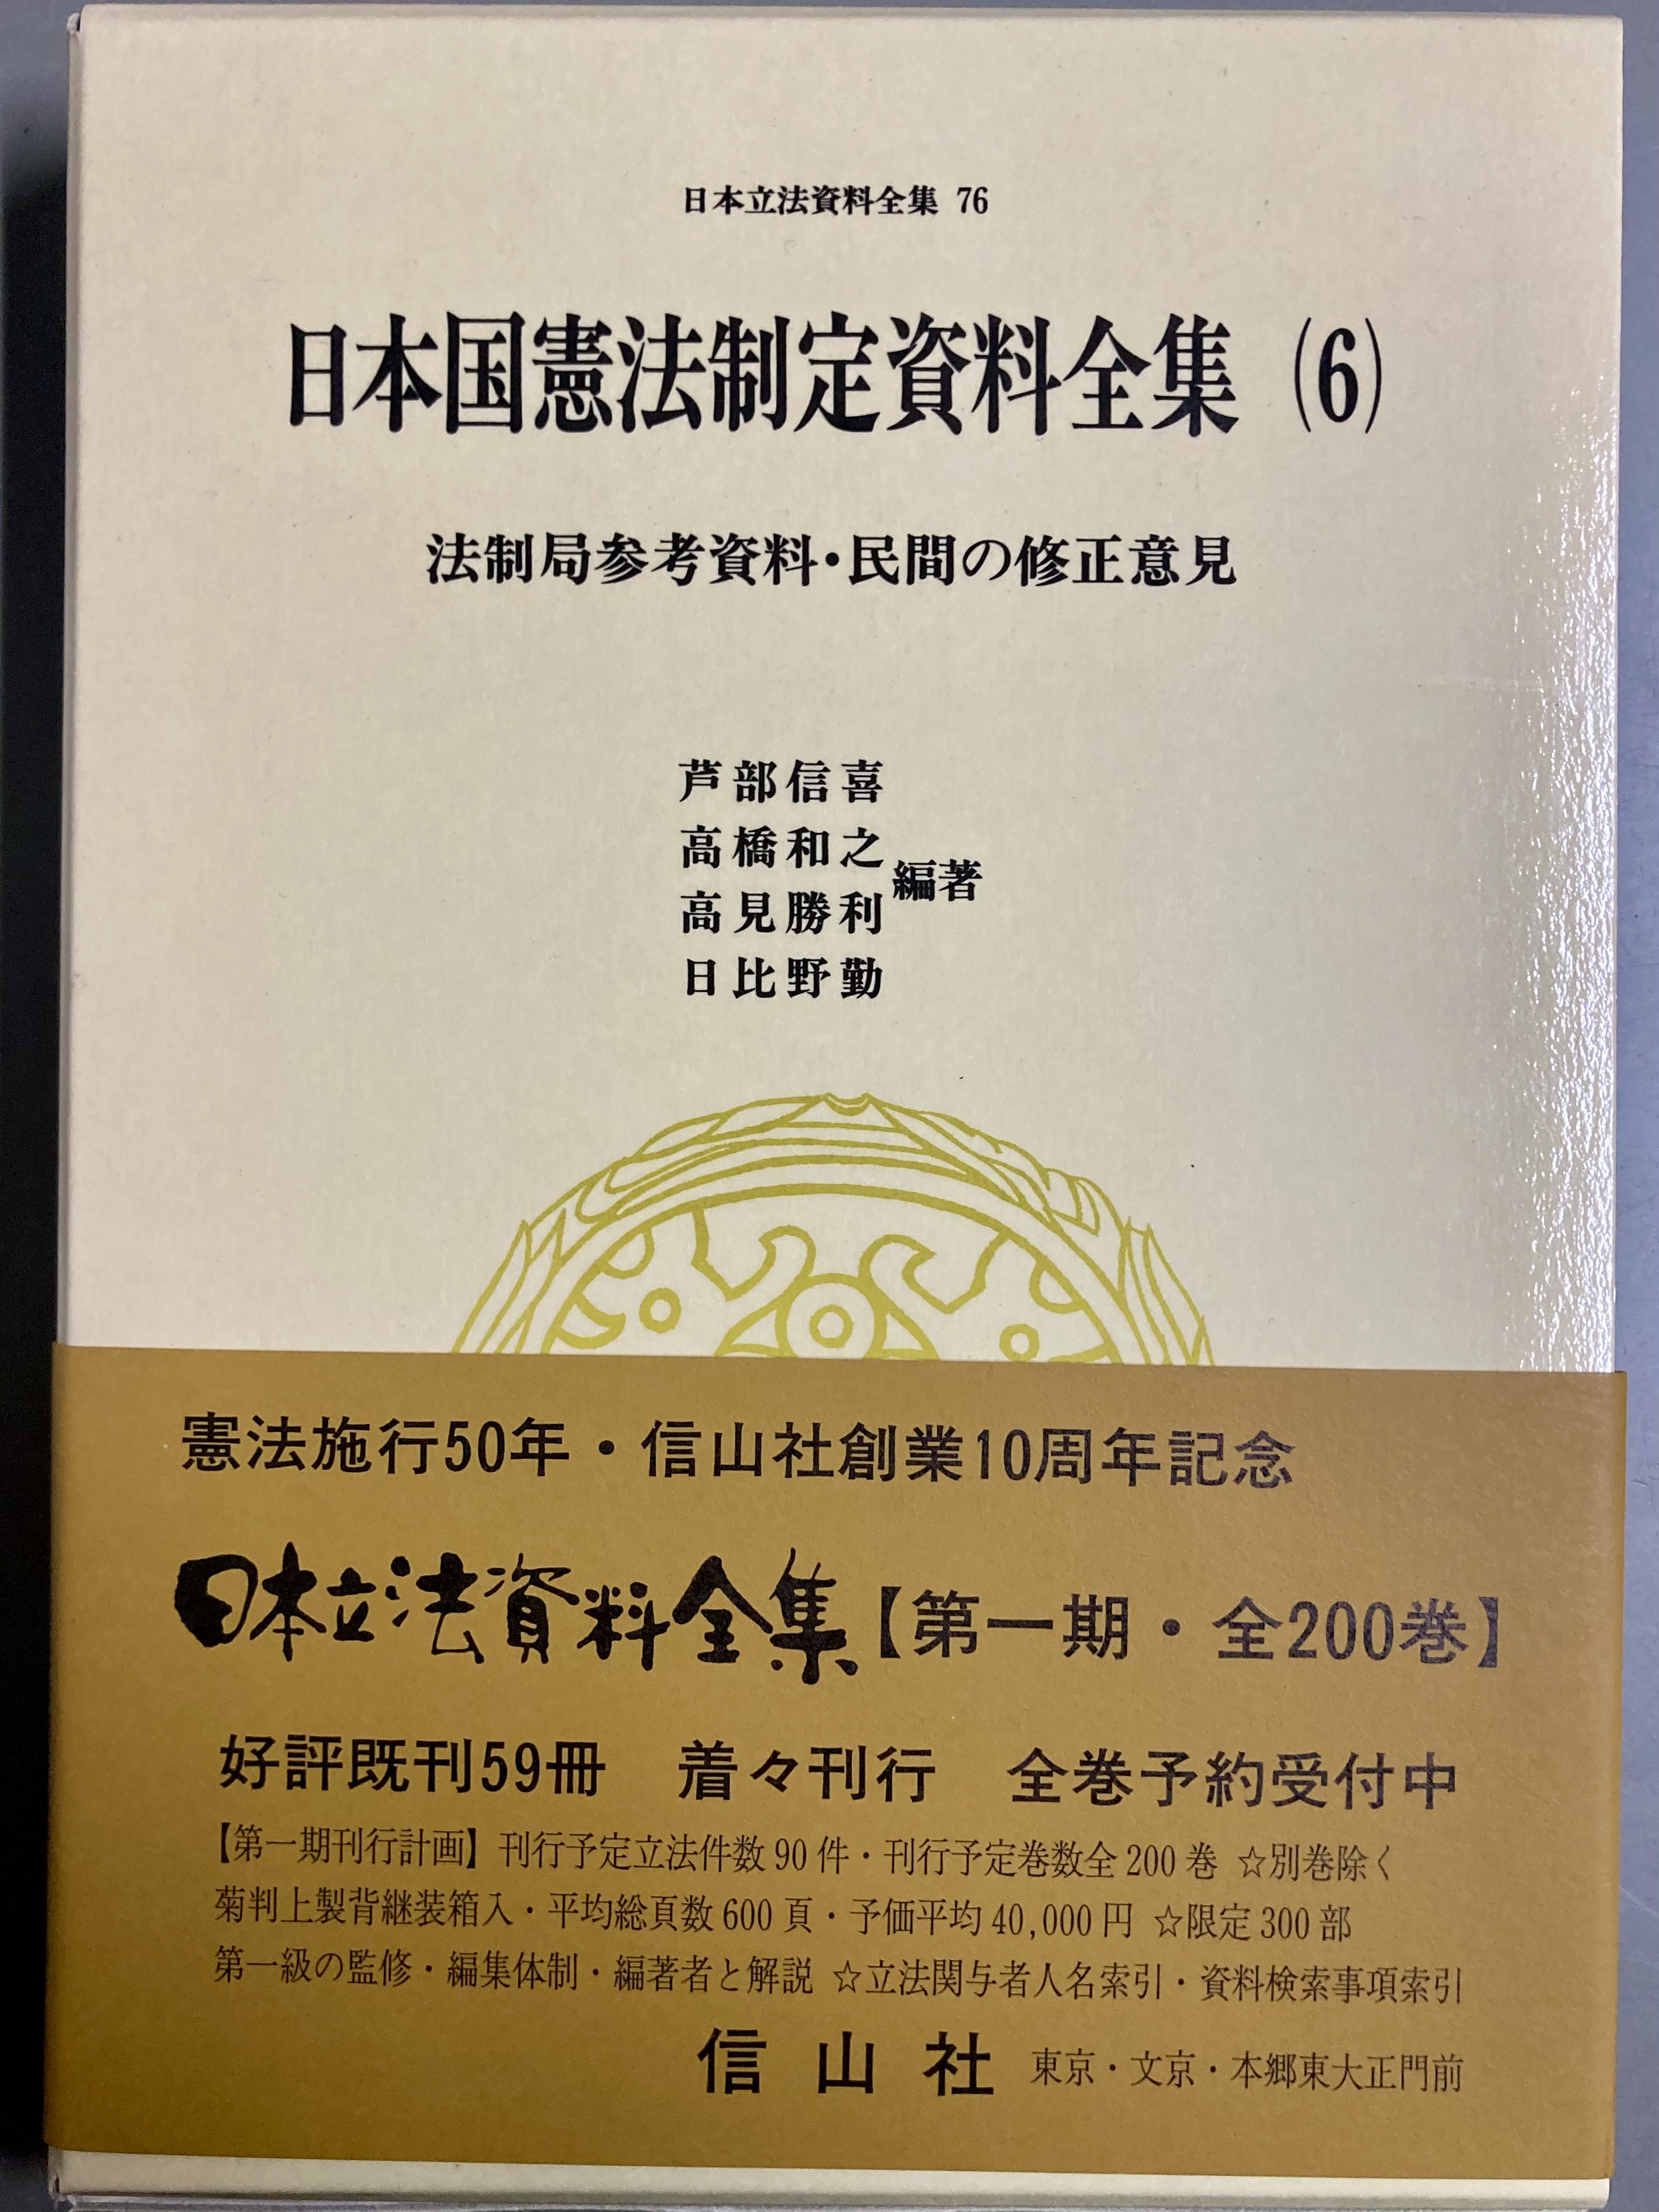 日本立法資料全集 76
日本国憲法制定資料全集 (6)
法制局参考資料・民間の修正意見
芦部信喜
高橋和之
高見勝利
日比野勤
編著
憲法施行50年・信山社創業10周年記念
日本立法資料全集【第一期・全200巻】
好評既刊59冊　着々刊行　全巻予約受付中
【第一期刊行計画】刊行予定立法件数90件・刊行予定巻数全200巻 ☆別巻除く
菊判上製背継装箱入・平均総頁数600頁・予価平均40,000円 ☆限定300部
第一級の監修・編集体制・編著者と解説 ☆立法関与者人名索引・資料検索事項索引
信山社 東京・文京・本郷東大正門前